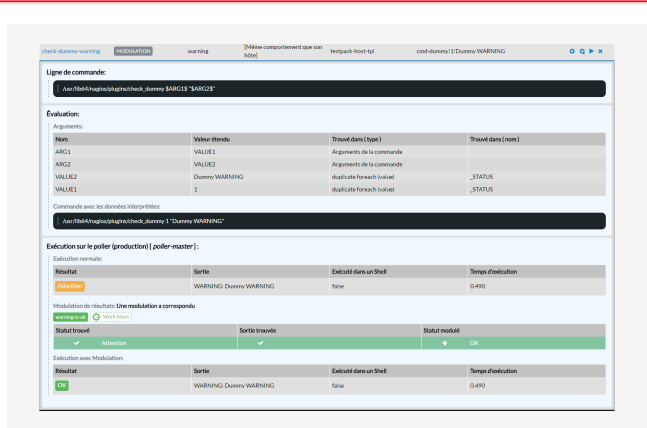 check-dummy-warning MODULATION warning [Même comportement que son hôte] testpack-host-tpl cmd-dummy!1!Dummy WARNING
Ligne de commande:
/usr/lib64/nagios/plugins/check_dummy $ARG1$ "$ARG2$"
Évaluation:
Arguments:
Nom Valeur étendu Trouvé dans ( type ) Trouvé dans ( nom )
ARG1 VALUE1 Arguments de la commande
ARG2 VALUE2 Arguments de la commande
VALUE2 Dummy WARNING duplicate foreach (value) _STATUS
VALUE1 1 duplicate foreach (value) _STATUS
Commande avec les données interprétées:
/usr/lib64/nagios/plugins/check_dummy 1 "Dummy WARNING"
Exécution sur le poller (production) [ poller-master ] :
Exécution normale:
Résultat Sortie Exécuté dans un Shell Temps d'exécution
Attention WARNING: Dummy WARNING false 0.490
Modulation de résultats: Une modulation a correspondu
warning-is-ok Work hours
Statut trouvé Sortie trouvée Statut modulé
Attention OK
Exécution avec Modulation:
Résultat Sortie Exécuté dans un Shell Temps d'exécution
OK WARNING: Dummy WARNING false 0.490